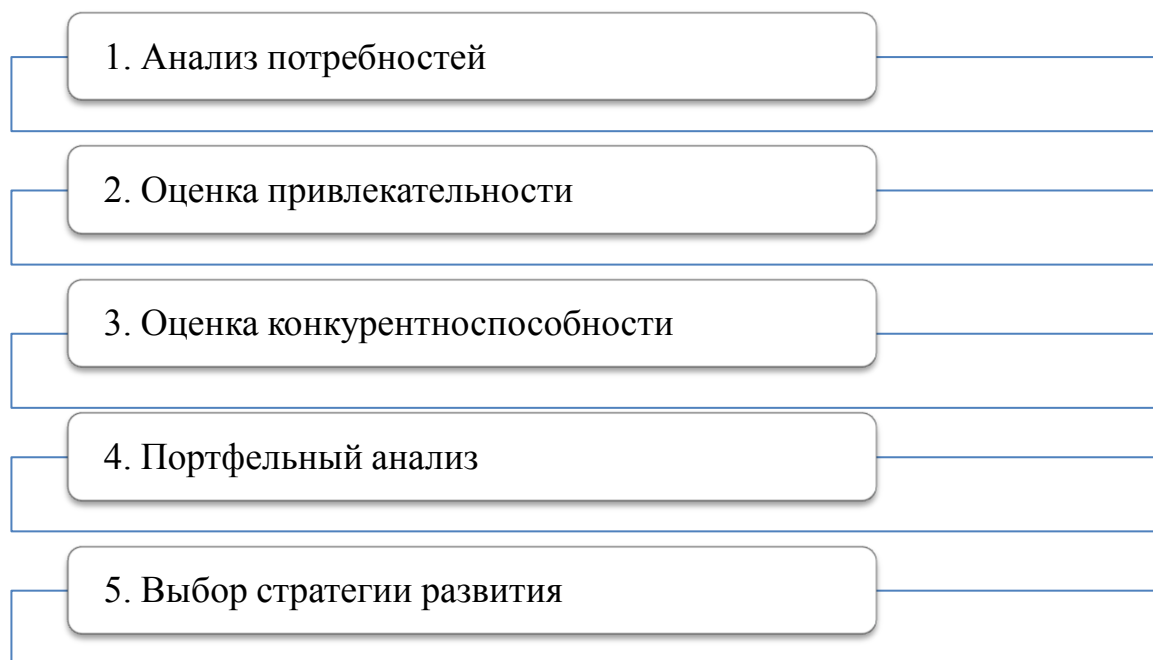 1. Анализ потребностей
2. Оценка привлекательности
3. Оценка конкурентноспособности
4. Портфельный анализ
5. Выбор стратегии развития